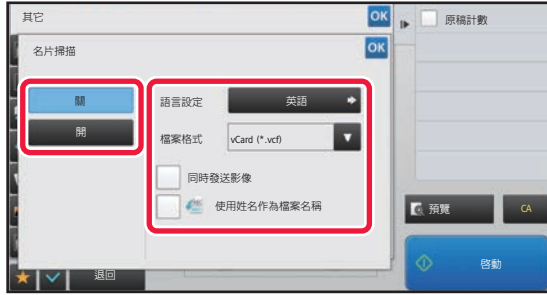 其它
OK
原稿計數
名片掃描
OK
關
開
語言設定
英語
檔案格式
vCard (*.vcf)
同時發送影像
使用姓名作為檔案名稱
預覽
CA
退回
啓動